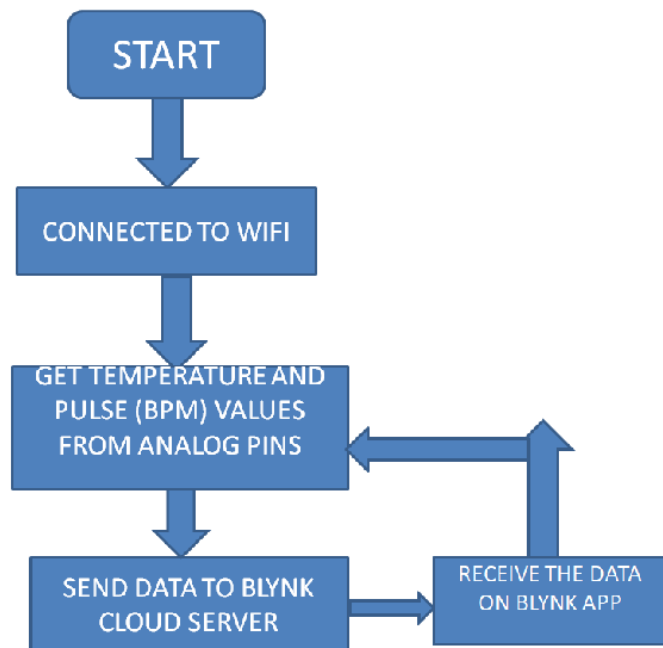 START
CONNECTED TO WIFI
GET TEMPERATURE AND
PULSE (BPM) VALUES
FROM ANALOG PINS
SEND DATA TO BLYNK
CLOUD SERVER
RECEIVE THE DATA
ON BLYNK APP